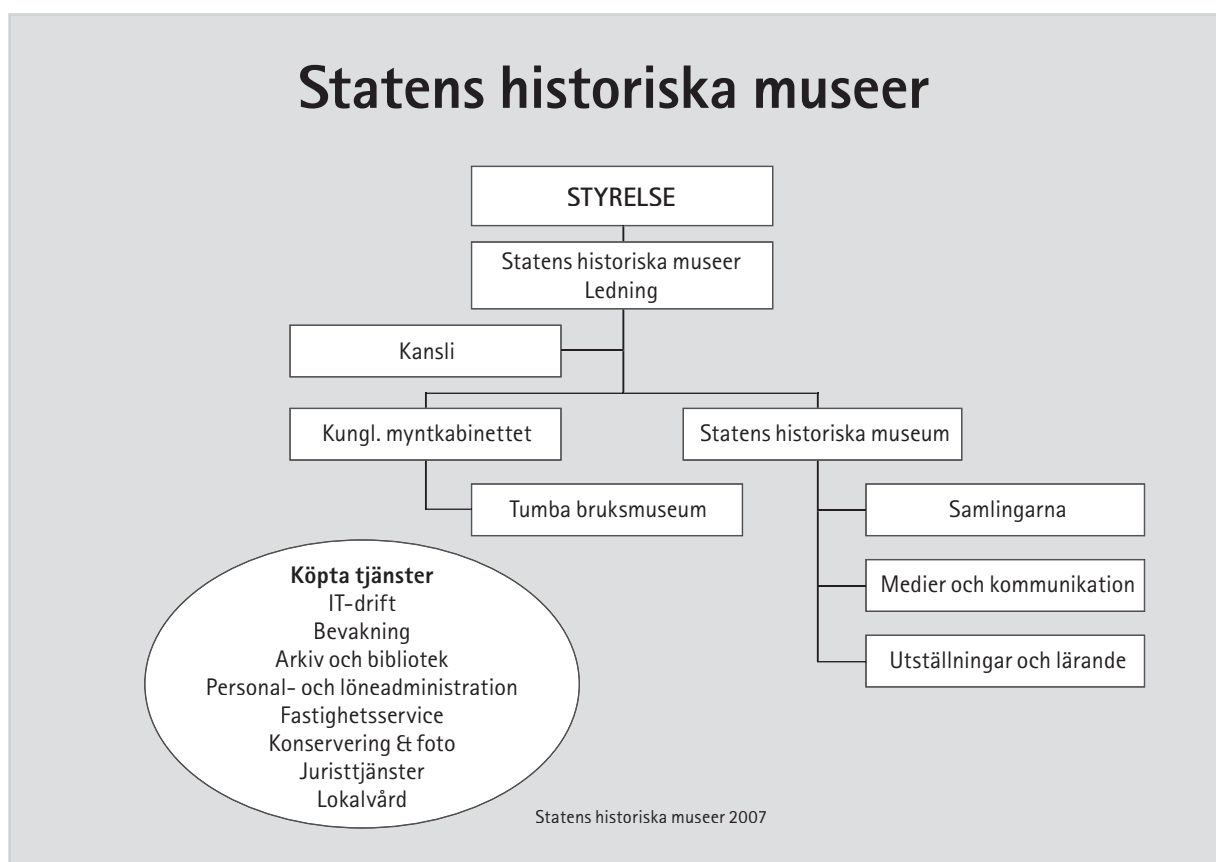 Statens historiska museer
STYRELSE
Statens historiska museer
Ledning
Kansli
Kungl. myntkabinettet
Statens historiska museum
Tumba bruksmuseum
Samlingarna
Medier och kommunikation
Utställningar och lärande
Köpta tjänster
IT-drift
Bevakning
Arkiv och bibliotek
Personal- och löneadministration
Fastighetsservice
Konservering & foto
Juristtjänster
Lokalvård
Statens historiska museer 2007